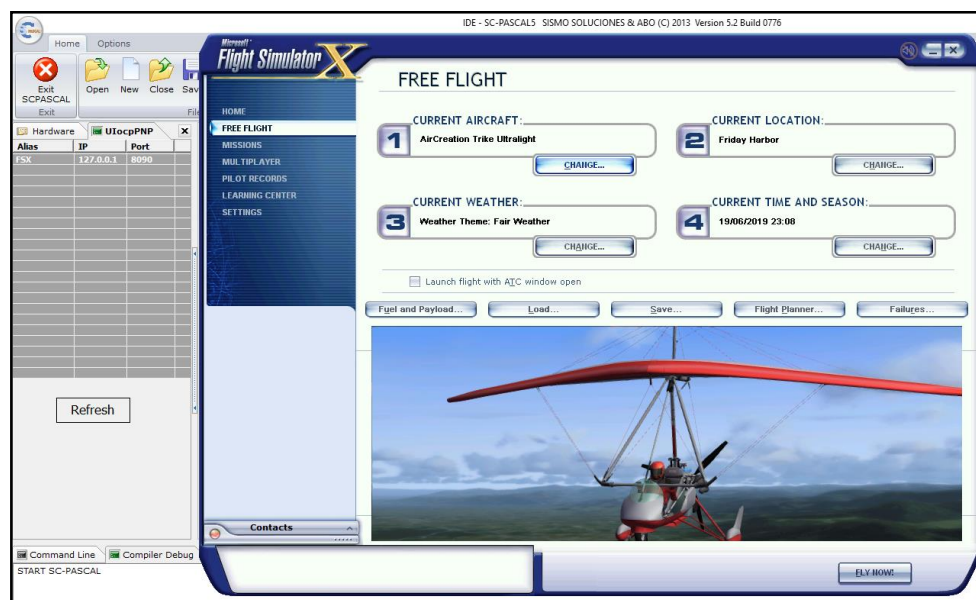 IDE - SC-PASCAL5 SISMO SOLUCIONES & ABO (C) 2013 Version 5.2 Build 0776
Home Options
Exit SCPASCAL
Open New Close Sav
Exit
File
Hardware UIocpPNP X
Alias IP Port
FSX 127.0.0.1 8090
Refresh
Command Line Compiler Debug
START SC-PASCAL
Microsoft
Flight Simulator X
HOME
FREE FLIGHT
MISSIONS
MULTIPLAYER
PILOT RECORDS
LEARNING CENTER
SETTINGS
Contacts
FREE FLIGHT
1 CURRENT AIRCRAFT:
AirCreation Trike Ultralight
CHANGE...
2 CURRENT LOCATION:
Friday Harbor
CHANGE...
3 CURRENT WEATHER:
Weather Theme: Fair Weather
CHANGE...
4 CURRENT TIME AND SEASON:
19/06/2019 23:08
CHANGE...
Launch flight with ATC window open
Fuel and Payload... Load... Save... Flight Planner... Failures...
FLY NOW!